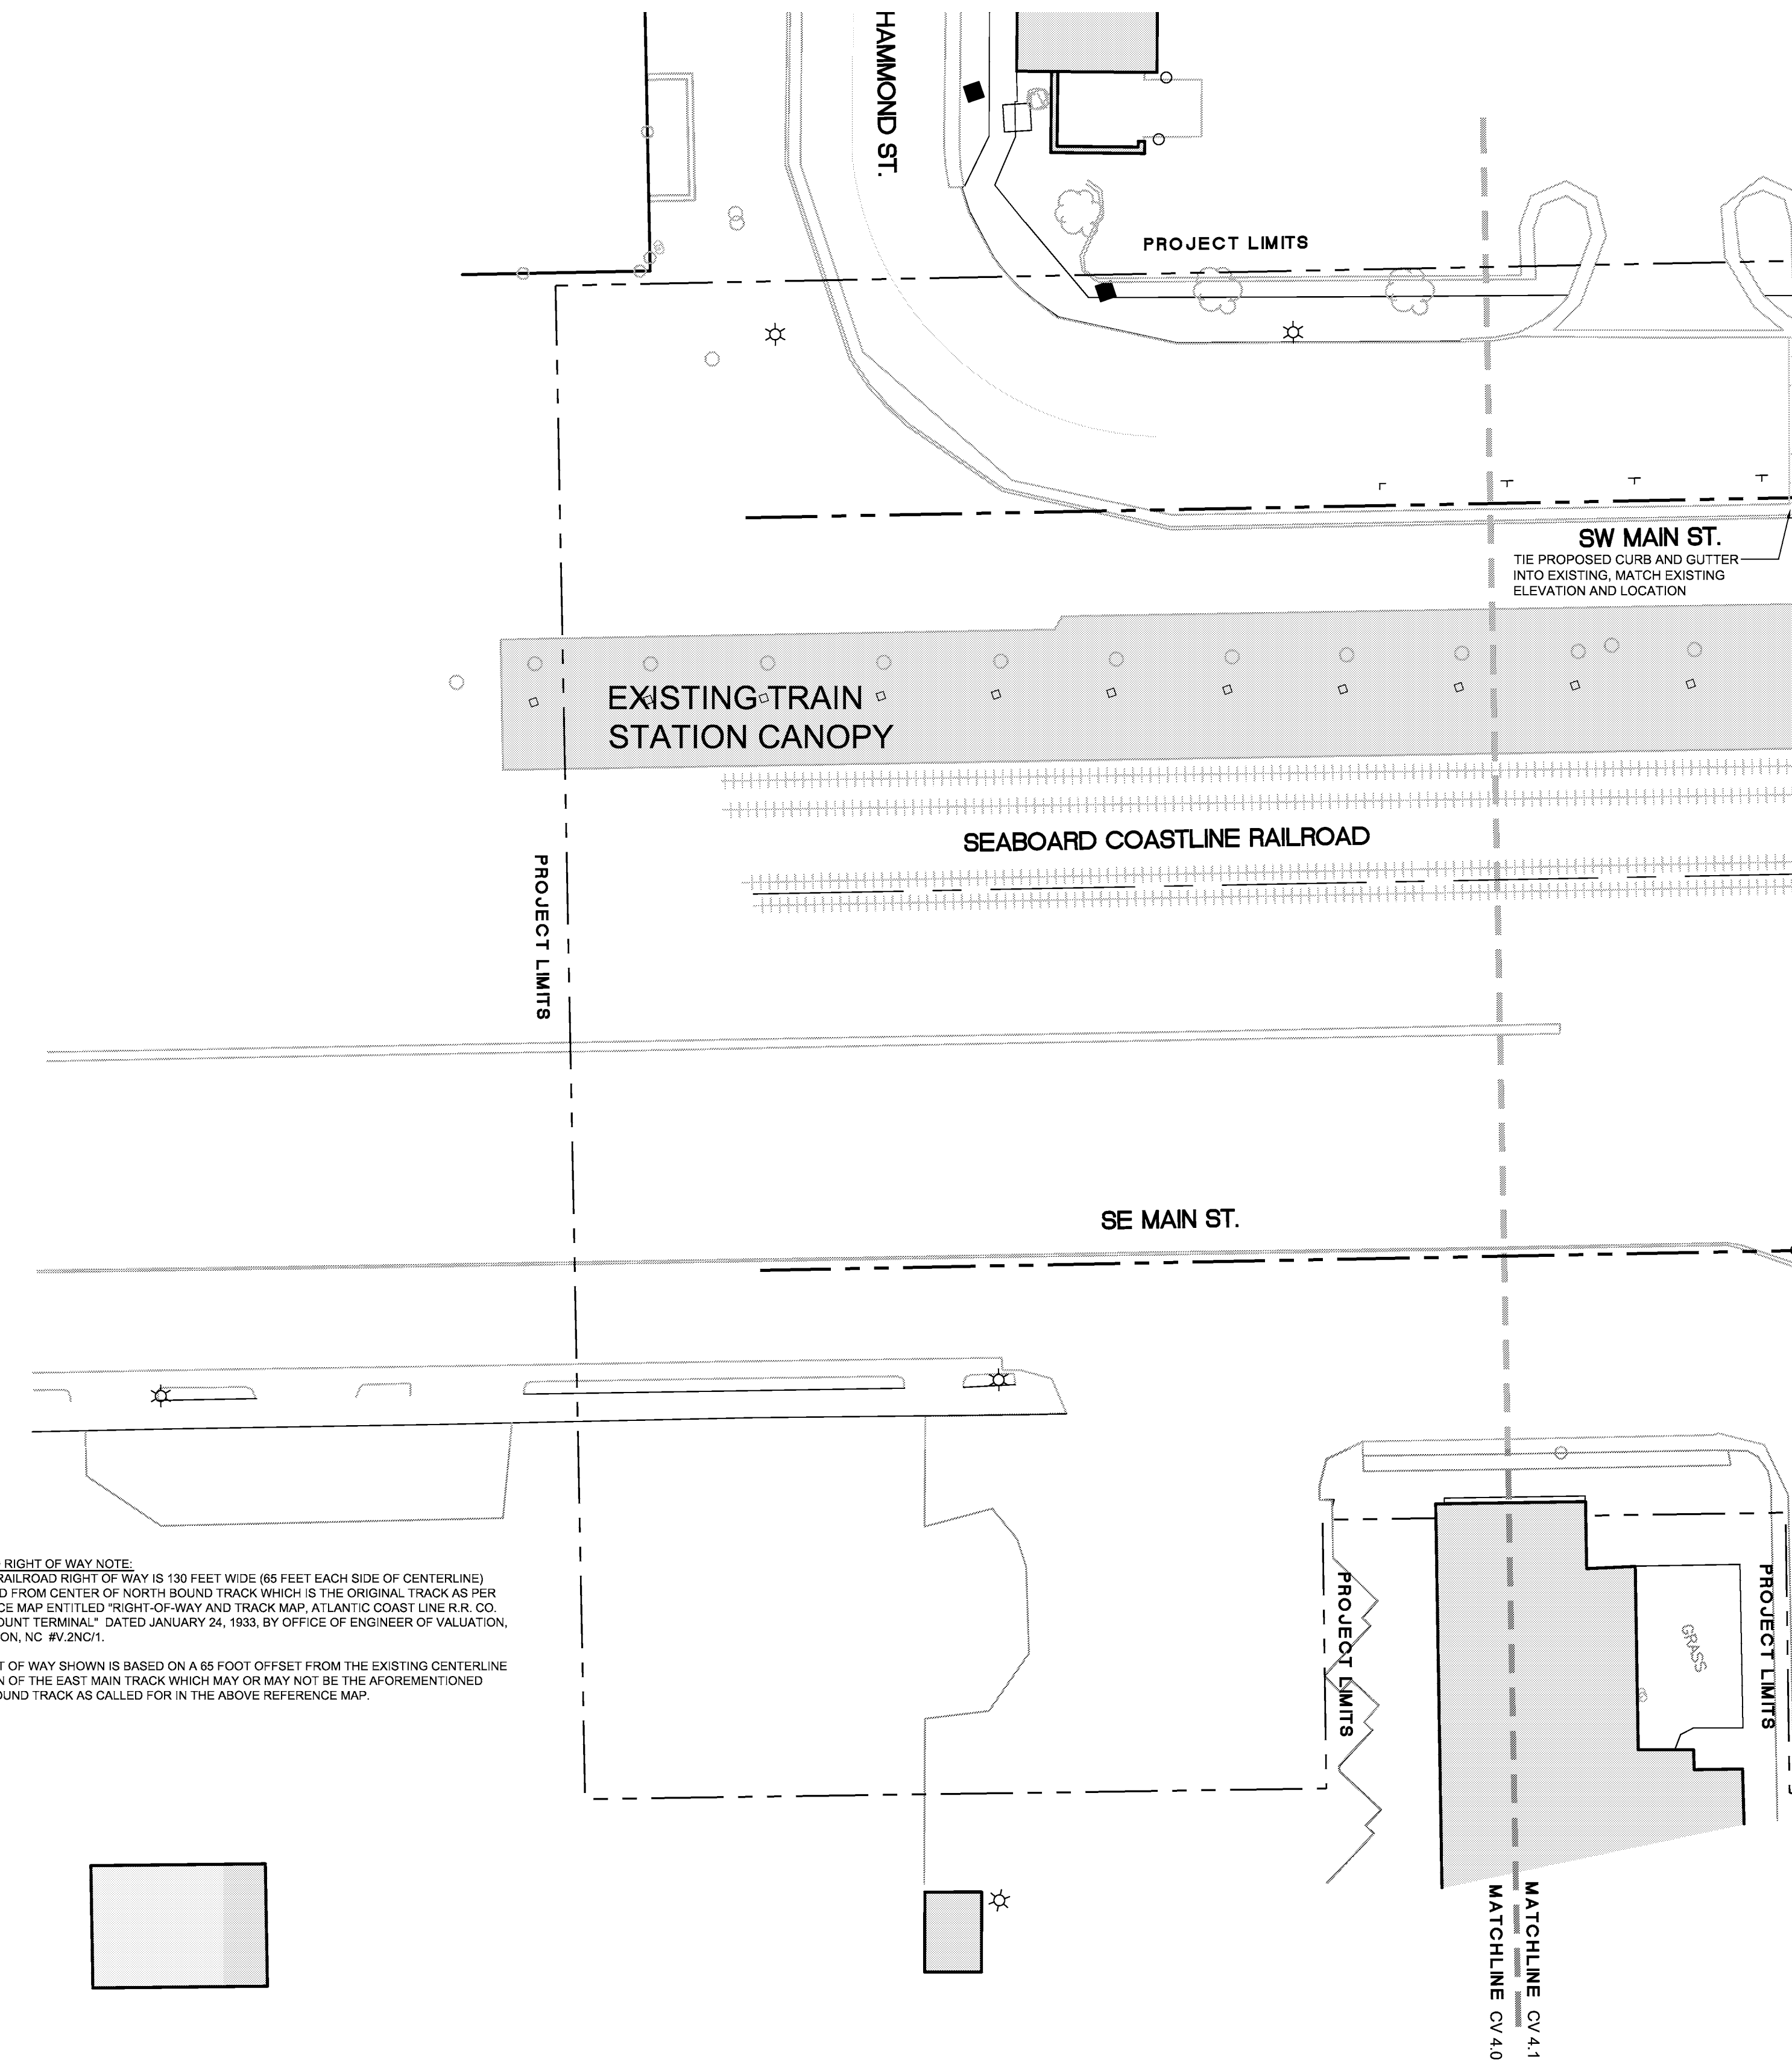 HAMMOND ST.
PROJECT LIMITS
SW MAIN ST.
TIE PROPOSED CURB AND GUTTER
INTO EXISTING, MATCH EXISTING
ELEVATION AND LOCATION
EXISTING TRAIN
STATION CANOPY
SEABOARD COASTLINE RAILROAD
PROJECT LIMITS
SE MAIN ST.
RIGHT OF WAY NOTE:
RAILROAD RIGHT OF WAY IS 130 FEET WIDE (65 FEET EACH SIDE OF CENTERLINE)
FROM CENTER OF NORTH BOUND TRACK WHICH IS THE ORIGINAL TRACK AS PER
MAP ENTITLED "RIGHT-OF-WAY AND TRACK MAP, ATLANTIC COAST LINE R.R. CO.
TERMINAL" DATED JANUARY 24, 1933, BY OFFICE OF ENGINEER OF VALUATION,
NC #V.2NC/1.
OF WAY SHOWN IS BASED ON A 65 FOOT OFFSET FROM THE EXISTING CENTERLINE
OF THE EAST MAIN TRACK WHICH MAY OR MAY NOT BE THE AFOREMENTIONED
TRACK AS CALLED FOR IN THE ABOVE REFERENCE MAP.
PROJECT LIMITS
GRASS
PROJECT LIMITS
MATCHLINE CV 4.0
MATCHLINE CV 4.1